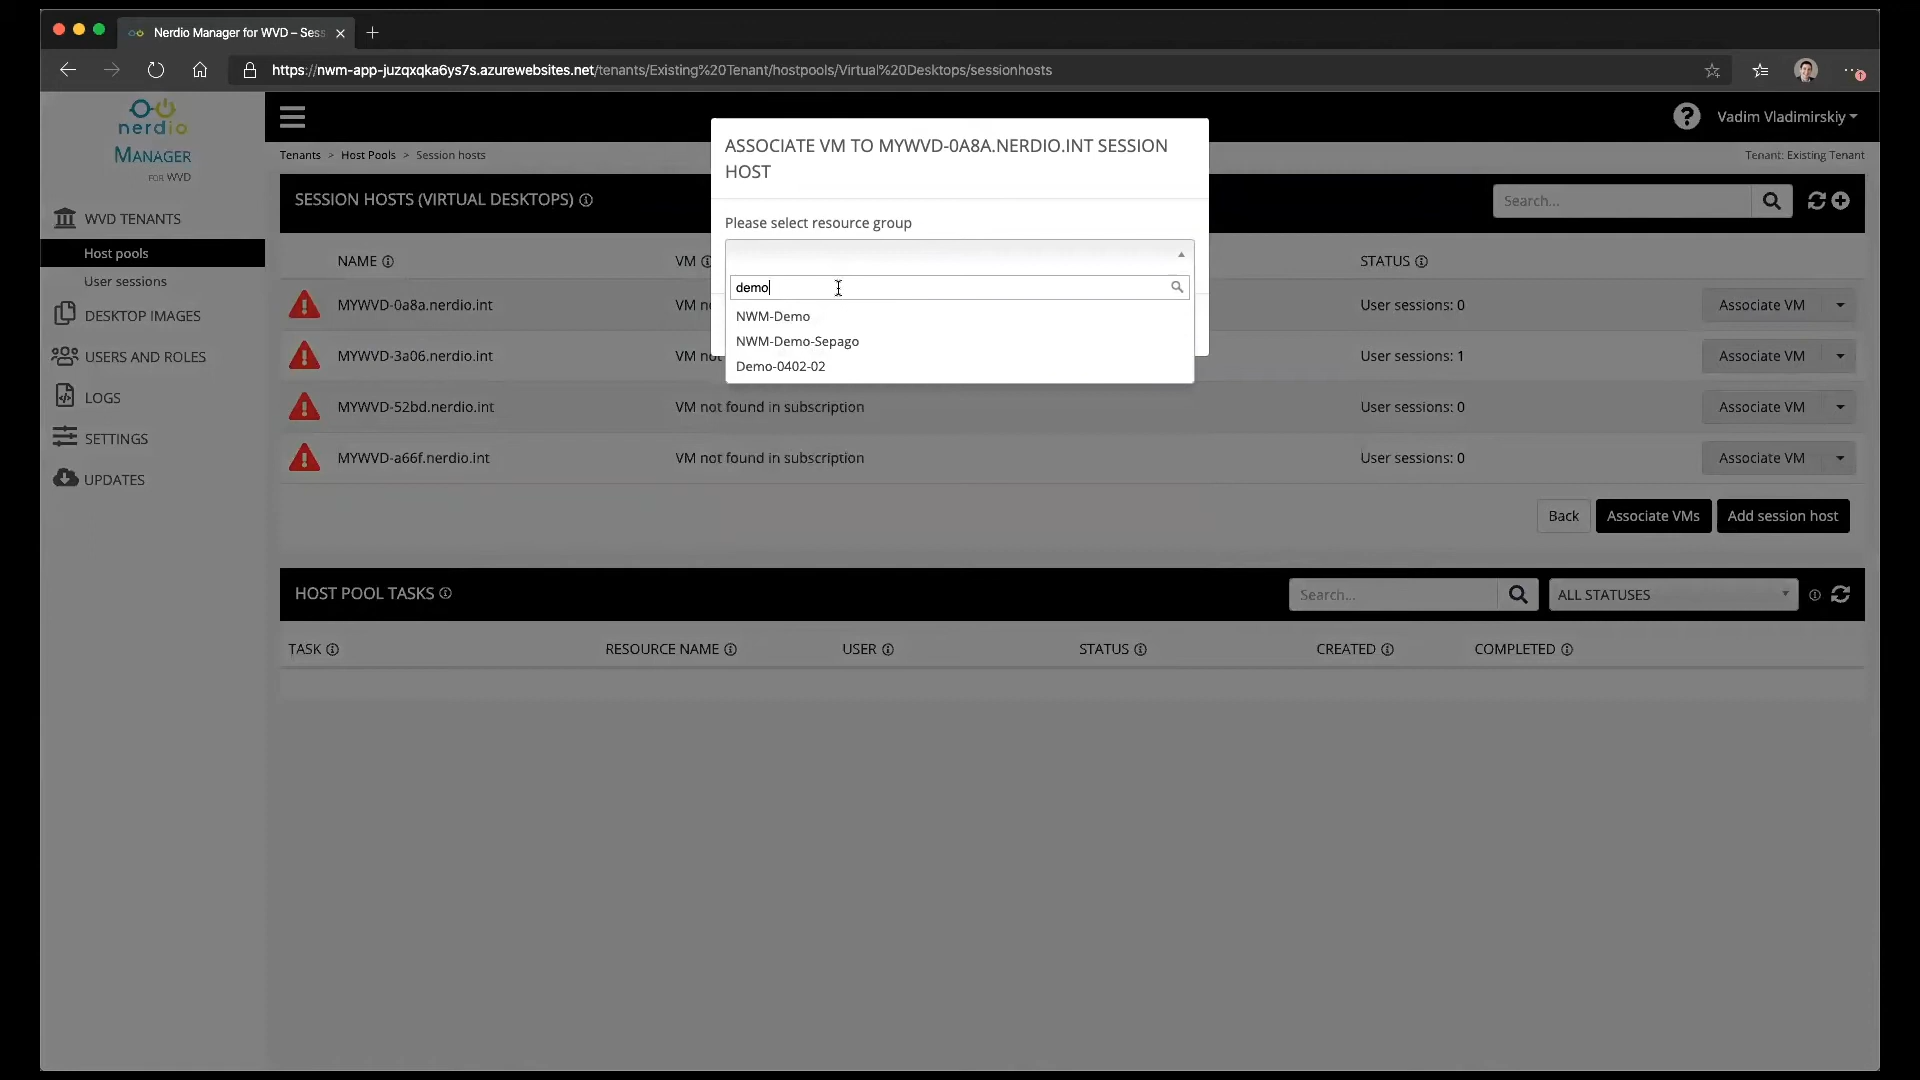 Nerdio Manager for WVD – Sess
https://nwm-app-juzqxqka6ys7s.azurewebsites.net/tenants/Existing%20Tenant/hostpools/Virtual%20Desktops/sessionhosts
nerdio
MANAGER
FOR WVD
Vadim Vladimirskiy
Tenants > Host Pools > Session hosts
Tenant: Existing Tenant
WVD TENANTS
Host pools
User sessions
DESKTOP IMAGES
USERS AND ROLES
LOGS
SETTINGS
UPDATES
SESSION HOSTS (VIRTUAL DESKTOPS)
Search...
ASSOCIATE VM TO MYWVD-0A8A.NERDIO.INT SESSION
HOST
Please select resource group
demo
NWM-Demo
NWM-Demo-Sepago
Demo-0402-02
NAME VM STATUS
MYWVD-0a8a.nerdio.int VM User sessions: 0 Associate VM
MYWVD-3a06.nerdio.int VM User sessions: 1 Associate VM
MYWVD-52bd.nerdio.int VM not found in subscription User sessions: 0 Associate VM
MYWVD-a66f.nerdio.int VM not found in subscription User sessions: 0 Associate VM
Back Associate VMs Add session host
HOST POOL TASKS
Search... ALL STATUSES
TASK RESOURCE NAME USER STATUS CREATED COMPLETED